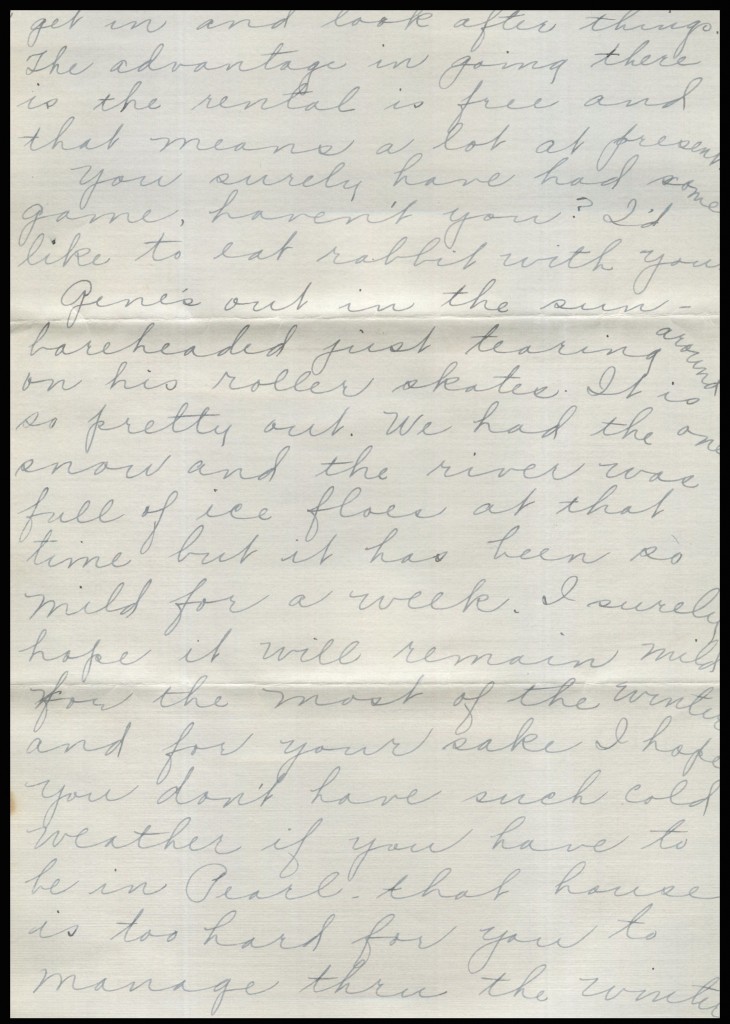 get in and look after things.
The advantage in going there
is the rental is free and
that means a lot at present
You surely have had some
game, haven't you? I'd
like to eat rabbit with you
Gene's out in the sun -
bareheaded just tearing around
on his roller skates. It is
so pretty out. We had the one
snow and the river was
full of ice floes at that
time but it has been so
mild for a week. I surely
hope it will remain mild
for the most of the winter
and for your sake I hope
you don't have such cold
weather if you have to
be in Pearl - that house
is too hard for you to
manage thru the winter